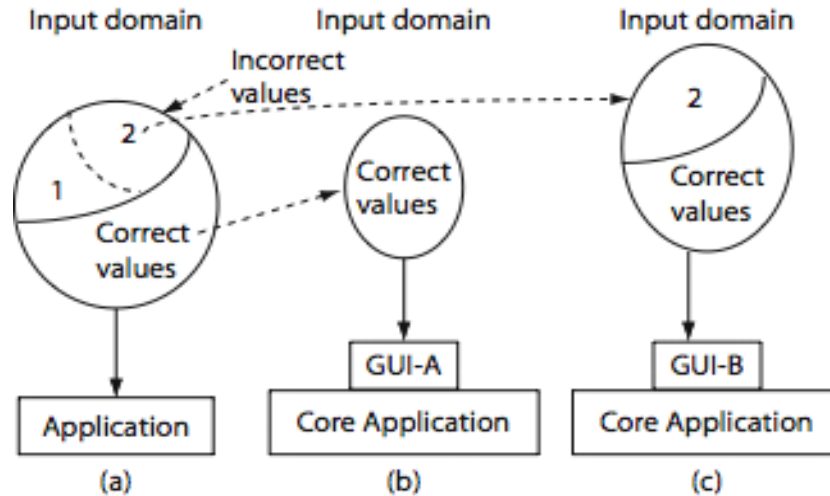 Input domain
Input domain
Input domain
Incorrect
values
2
2
1
Correct
values
Correct
values
Correct
values
GUI-A
GUI-B
Application
Core Application
Core Application
(a)
(b)
(c)